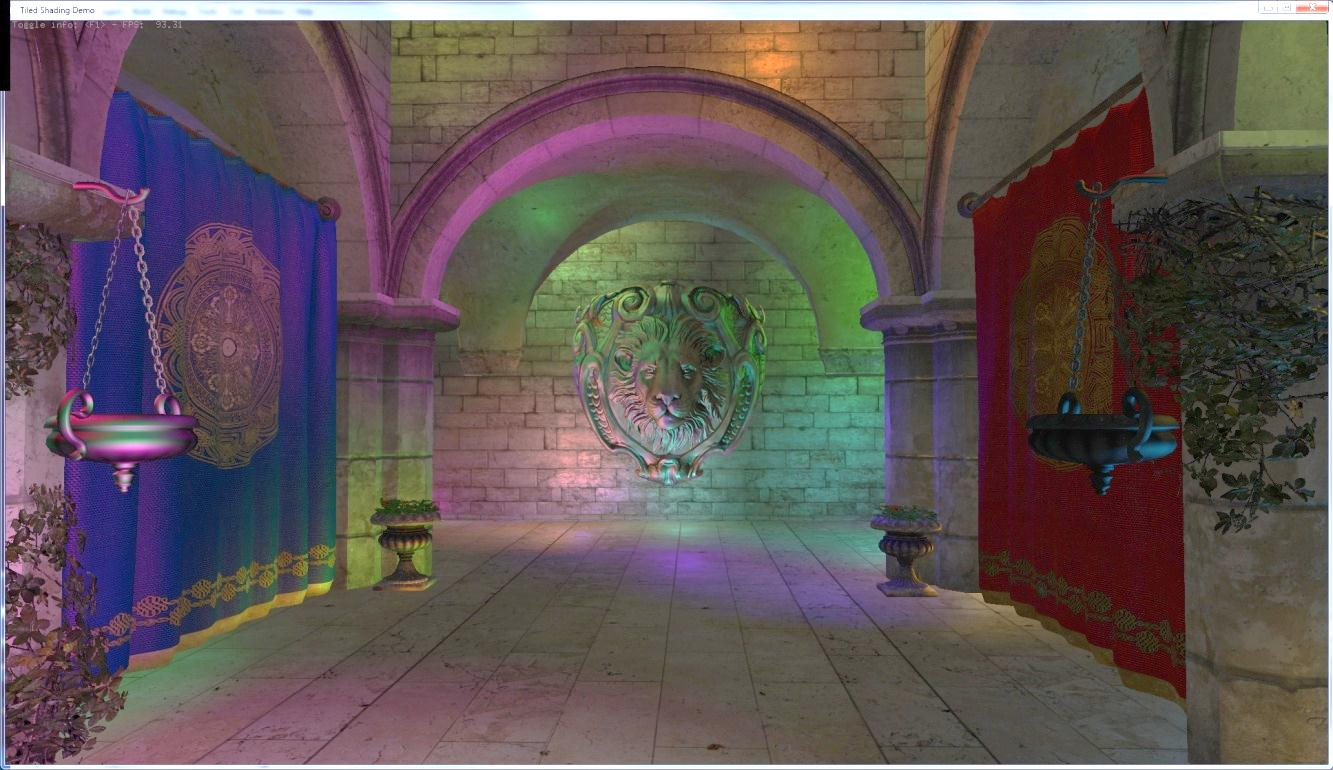 Tiled Shading Demo
Toggle info: <F1> - FPS: 93.31